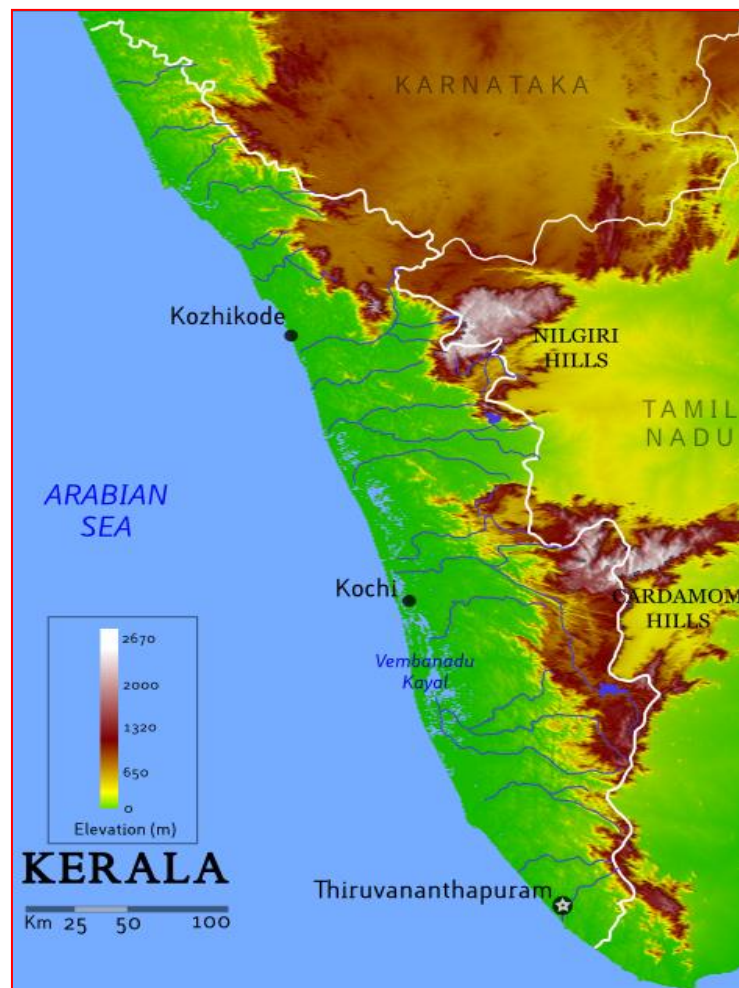 KARNATAKA
Kozhikode
NILGIRI
HILLS
TAMIL
NADU
ARABIAN
SEA
Kochi
CARDAMOM
HILLS
Vembanadu
Kayal
2670
2000
1320
650
0
Elevation (m)
KERALA
Thiruvananthapuram
Km 25 50 100